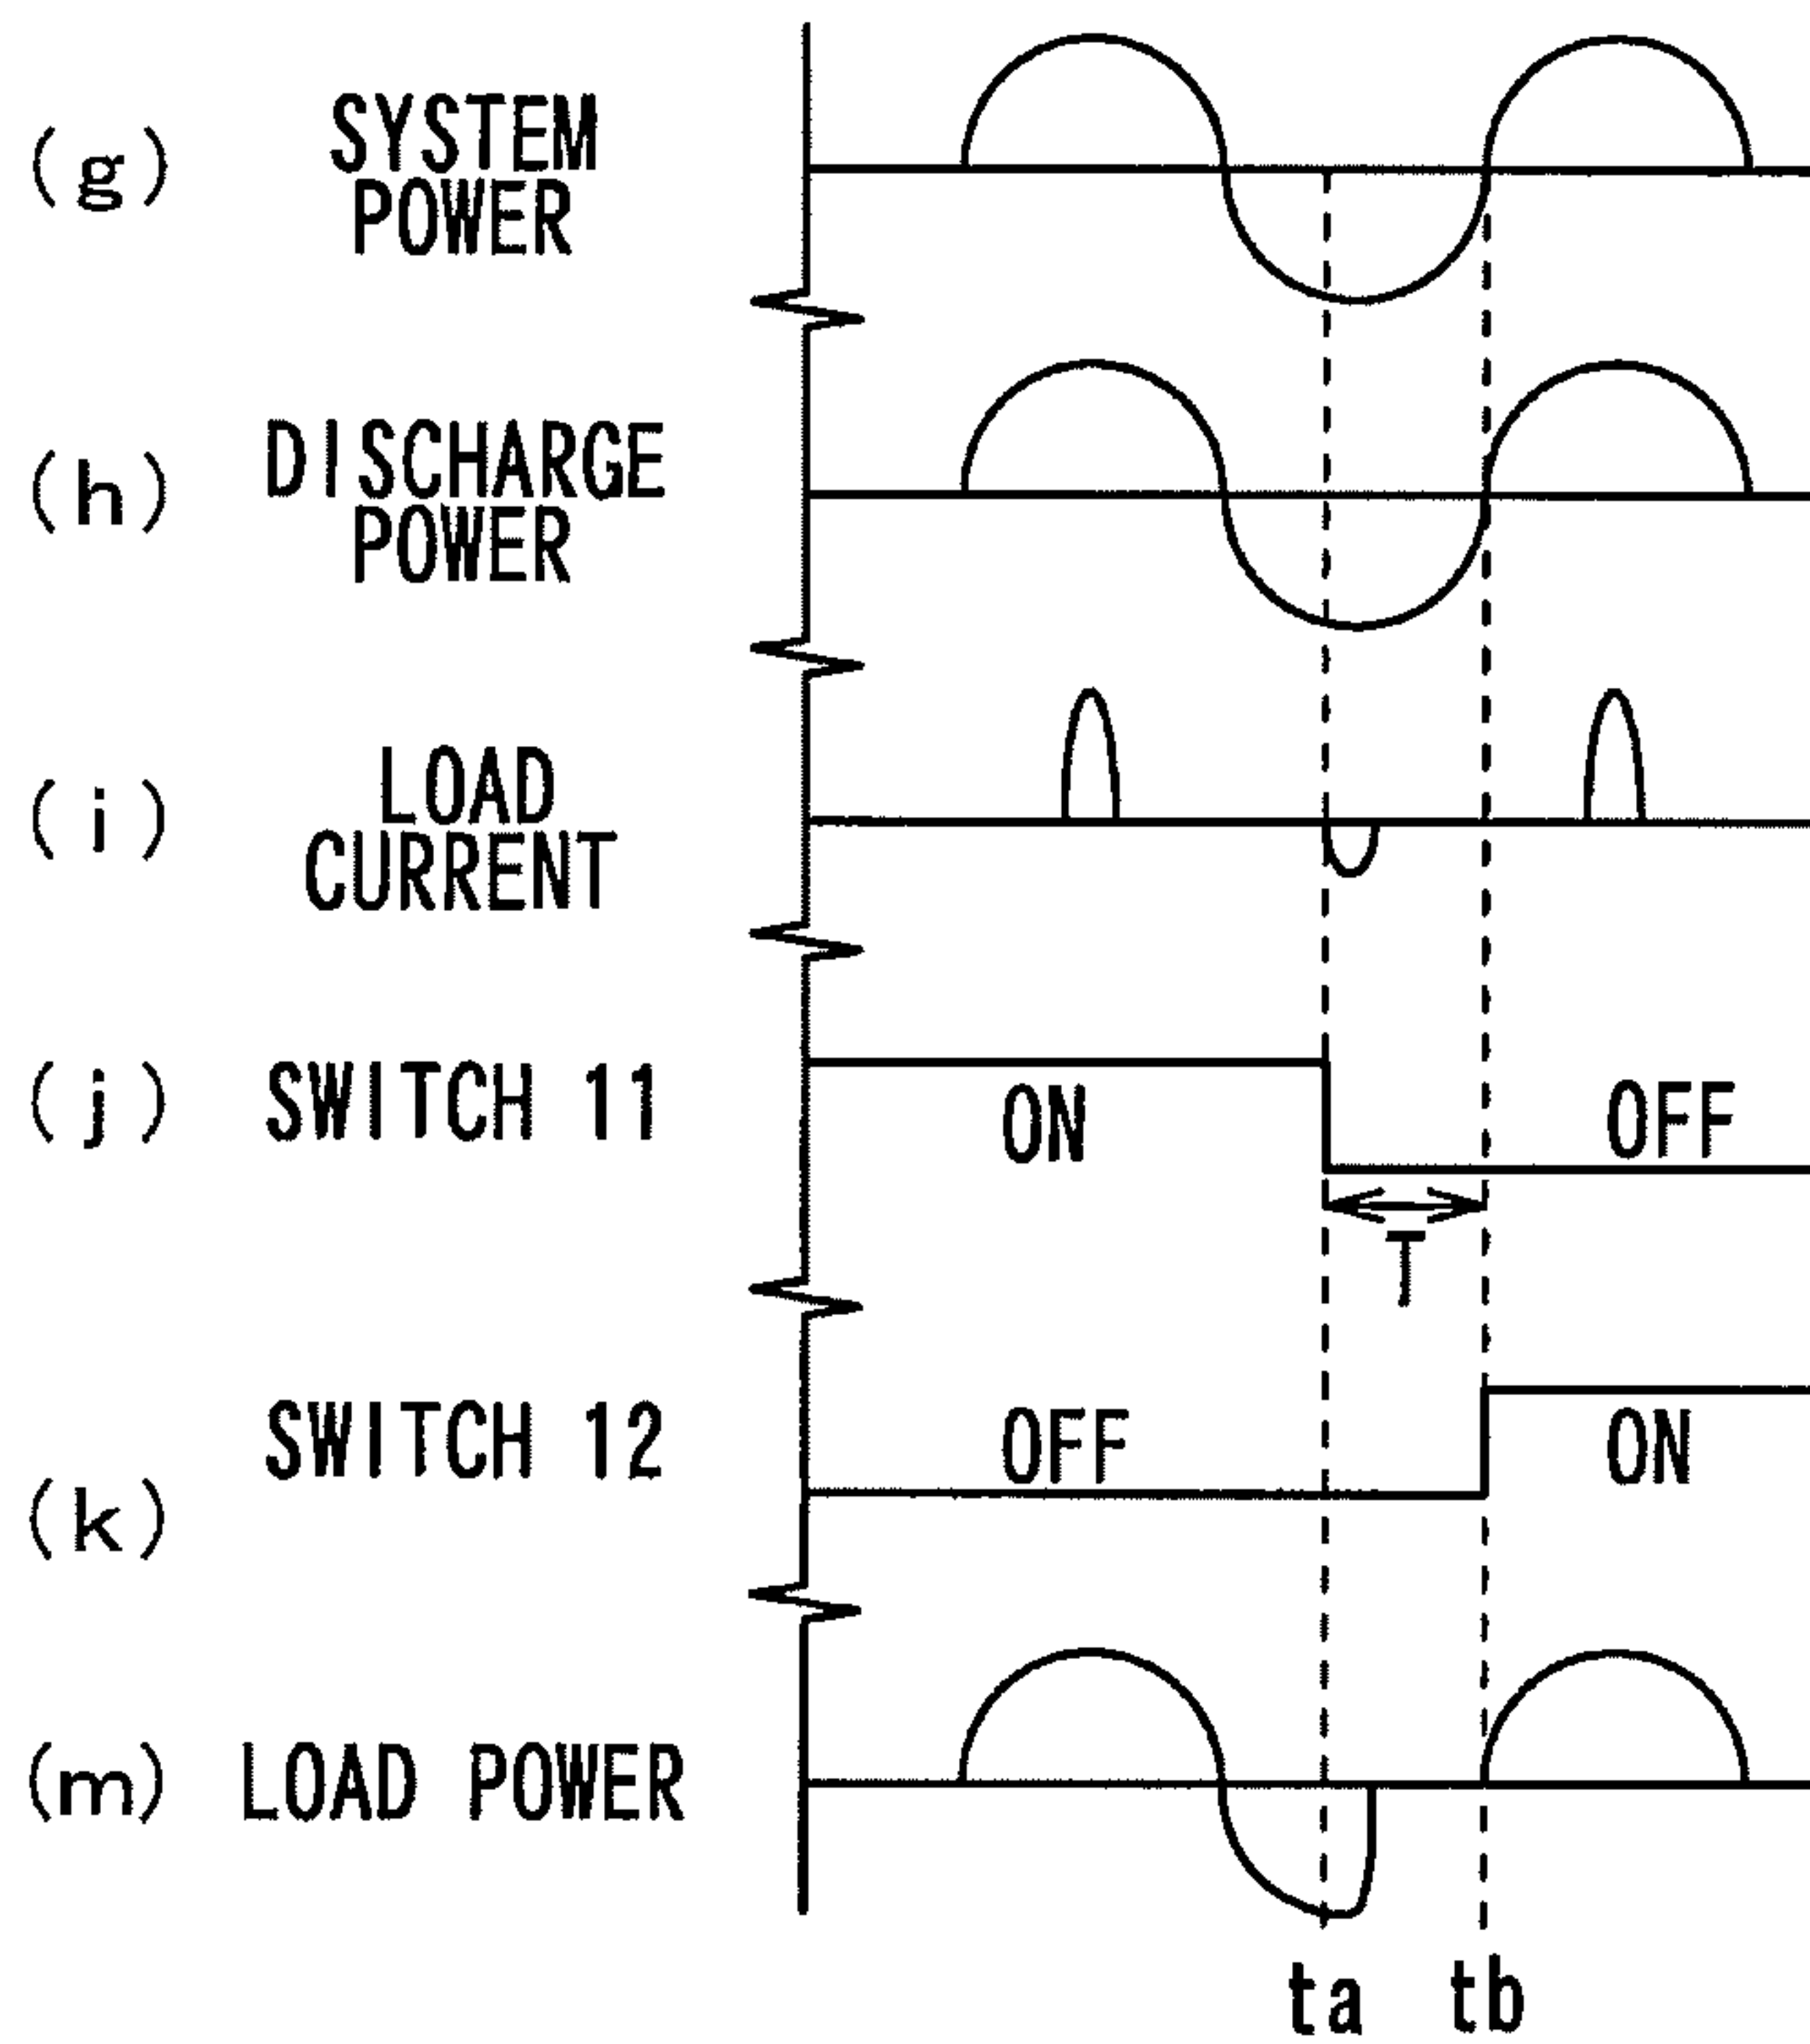 (g) SYSTEM
POWER
(h) DISCHARGE
POWER
(i) LOAD
CURRENT
(j) SWITCH 11 ON OFF
T
(k) SWITCH 12 OFF ON
(m) LOAD POWER
ta tb